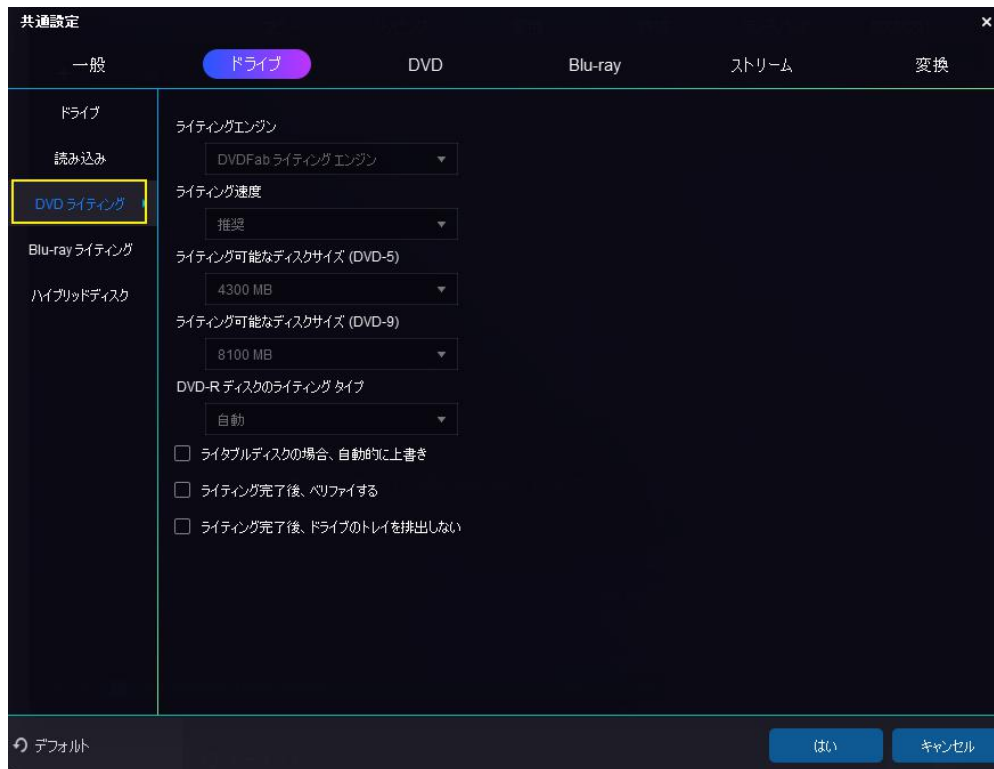 共通設定
×
一般 ドライブ DVD Blu-ray ストリーム 変換
ドライブ
読み込み
DVD ライティング
Blu-ray ライティング
ハイブリッドディスク
ライティングエンジン
DVDFab ライティング エンジン
ライティング速度
推奨
ライティング可能なディスクサイズ (DVD-5)
4300 MB
ライティング可能なディスクサイズ (DVD-9)
8100 MB
DVD-R ディスクのライティング タイプ
自動
ライタブルディスクの場合、自動的に上書き
ライティング完了後、ベリファイする
ライティング完了後、ドライブのトレイを排出しない
デフォルト はい キャンセル